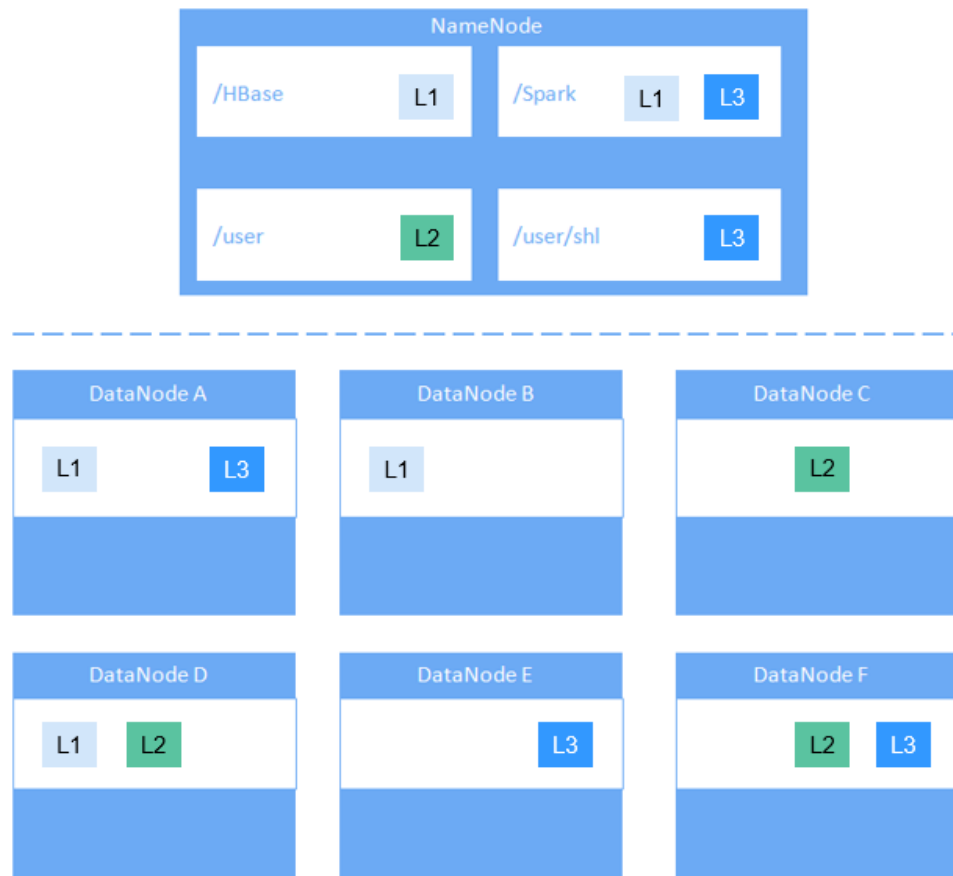 NameNode
/HBase L1
/Spark L1 L3
/user L2
/user/shl L3
DataNode A
L1 L3
DataNode B
L1
DataNode C
L2
DataNode D
L1 L2
DataNode E
L3
DataNode F
L2 L3